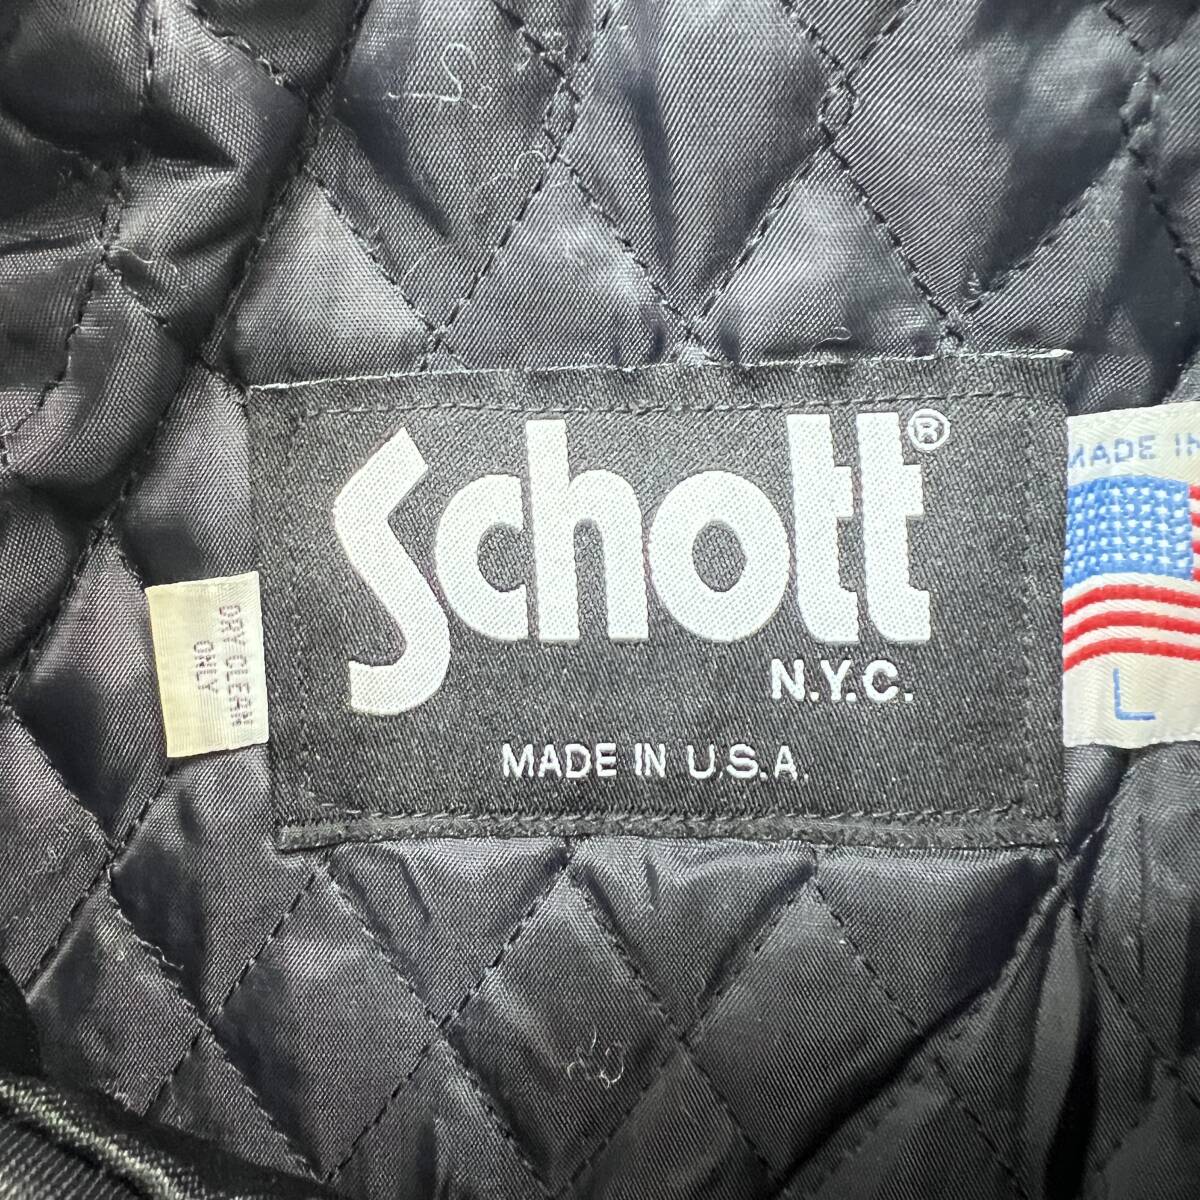 Schott®
N.Y.C.
MADE IN U.S.A.
DRY CLEAN
ONLY
MADE IN
L